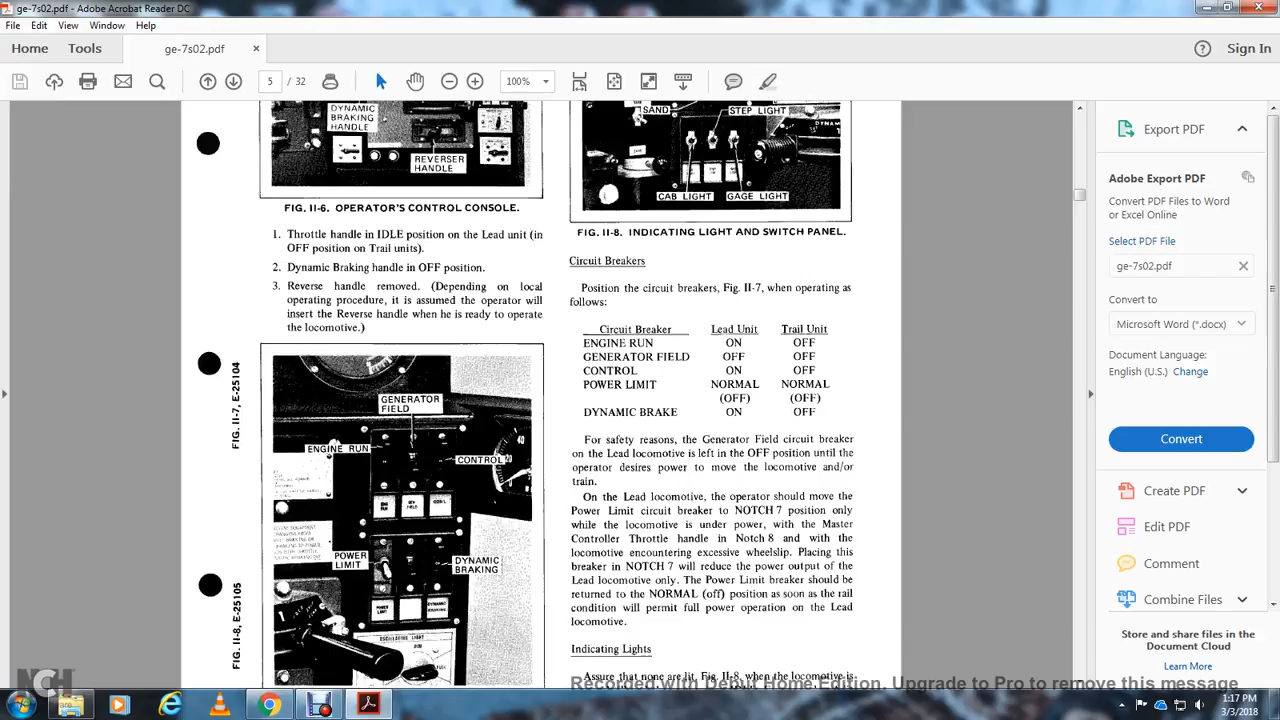 ge-7s02.pdf - Adobe Acrobat Reader DC
File Edit View Window Help
Home Tools ge-7s02.pdf × Sign In
5 / 32 100%
DYNAMIC
BRAKING
HANDLE
REVERSER
HANDLE
FIG. II-6. OPERATOR'S CONTROL CONSOLE.
1. Throttle handle in IDLE position on the Lead unit (in
OFF position on Trail units).
2. Dynamic Braking handle in OFF position.
3. Reverse handle removed. (Depending on local
operating procedure, it is assumed the operator will
insert the Reverse handle when he is ready to operate
the locomotive.)
FIG. II-7, E-25104
FIG. II-8, E-25105
GENERATOR
FIELD
ENGINE RUN
CONTROL
POWER
LIMIT
DYNAMIC
BRAKING
SAND
STEP LIGHT
CAB LIGHT
GAGE LIGHT
FIG. II-8. INDICATING LIGHT AND SWITCH PANEL.
Circuit Breakers
Position the circuit breakers, Fig. II-7, when operating as
follows:
Circuit Breaker Lead Unit Trail Unit
ENGINE RUN ON OFF
GENERATOR FIELD OFF OFF
CONTROL ON OFF
POWER LIMIT NORMAL NORMAL
(OFF) (OFF)
DYNAMIC BRAKE ON OFF
For safety reasons, the Generator Field circuit breaker
on the Lead locomotive is left in the OFF position until the
operator desires power to move the locomotive and/or
train.
On the Lead locomotive, the operator should move the
Power Limit circuit breaker to NOTCH 7 position only
while the locomotive is under power, with the Master
Controller Throttle handle in Notch 8 and with the
locomotive encountering excessive wheelslip. Placing this
breaker in NOTCH 7 will reduce the power output of the
Lead locomotive only. The Power Limit breaker should be
returned to the NORMAL (off) position as soon as the rail
condition will permit full power operation on the Lead
locomotive.
Indicating Lights
Assure that none are lit, Fig. II-8, when the locomotive is
Export PDF
Adobe Export PDF
Convert PDF Files to Word
or Excel Online
Select PDF File
ge-7s02.pdf
Convert to
Microsoft Word (*.docx)
Document Language:
English (U.S.) Change
Convert
Create PDF
Edit PDF
Comment
Combine Files
Store and share files in the
Document Cloud
Learn More
Recorded with Debut Home Edition. Upgrade to Pro to remove this message
NCH
1:17 PM
3/3/2018